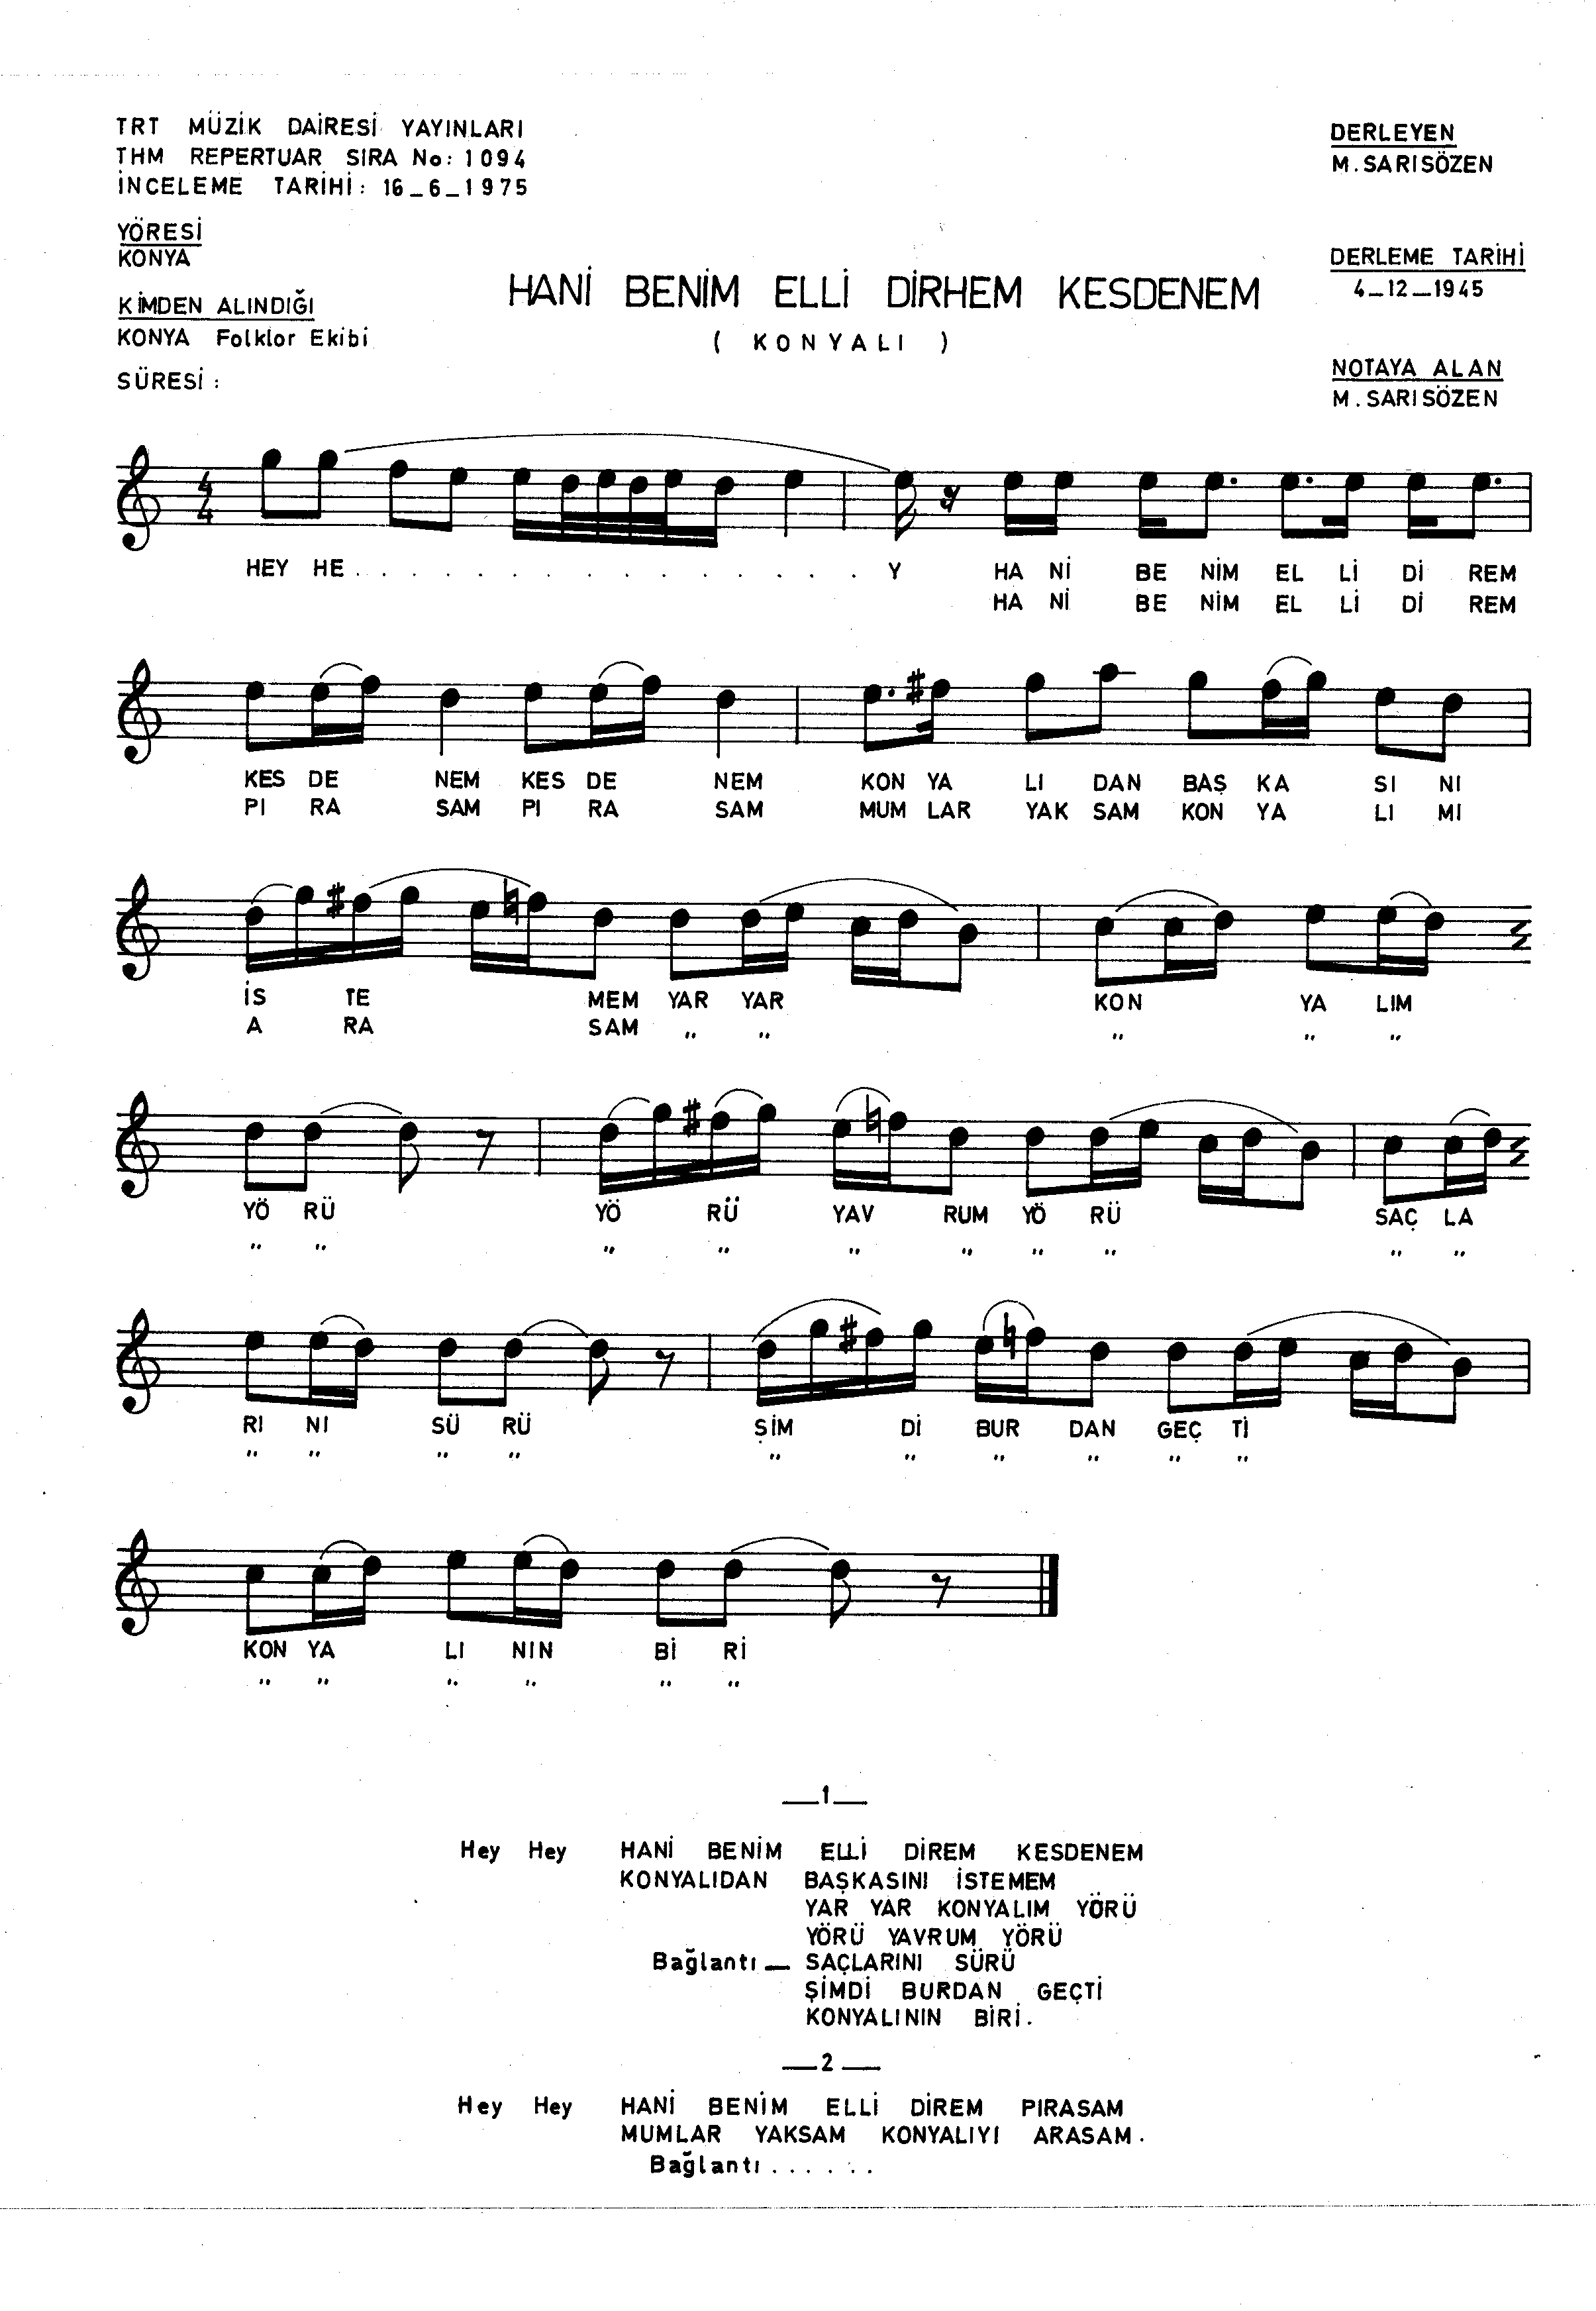 TRT MÜZİK DAİRESİ YAYINLARI
THM REPERTUAR SIRA No: 1094
İNCELEME TARİHİ: 16_6_1975
YÖRESİ
KONYA
KİMDEN ALINDIĞI
KONYA Folklor Ekibi
SÜRESİ :
HANİ BENİM ELLİ DİRHEM KESDENEM
( KONYALI )
DERLEYEN
M. SARISÖZEN
DERLEME TARİHİ
4_12_1945
NOTAYA ALAN
M. SARISÖZEN
4
4
HEY HE . . . . . . . . . . . . . . . . . Y HA Nİ BE NİM EL Lİ Dİ REM
HA Nİ BE NİM EL Lİ Dİ REM
KES DE NEM KES DE NEM KON YA LI DAN BAŞ KA SI NI
PI RA SAM PI RA SAM MUM LAR YAK SAM KON YA LI MI
İS TE MEM YAR YAR KON YA LIM
A RA SAM " " " " "
YÖ RÜ YÖ RÜ YAV RUM YÖ RÜ SAÇ LA
" " " " " " " " " "
RI NI SÜ RÜ ŞİM Dİ BUR DAN GEÇ Tİ
" " " " " " " " " "
KON YA LI NIN Bİ Rİ
" " " " " "
_1_
Hey Hey HANİ BENİM ELLİ DİREM KESDENEM
KONYALIDAN BAŞKASINI İSTEMEM
YAR YAR KONYALIM YÖRÜ
YÖRÜ YAVRUM YÖRÜ
Bağlantı _ SAÇLARINI SÜRÜ
ŞİMDİ BURDAN GEÇTİ
KONYALININ BİRİ.
_2_
Hey Hey HANİ BENİM ELLİ DİREM PIRASAM
MUMLAR YAKSAM KONYALIYI ARASAM.
Bağlantı . . . . . .